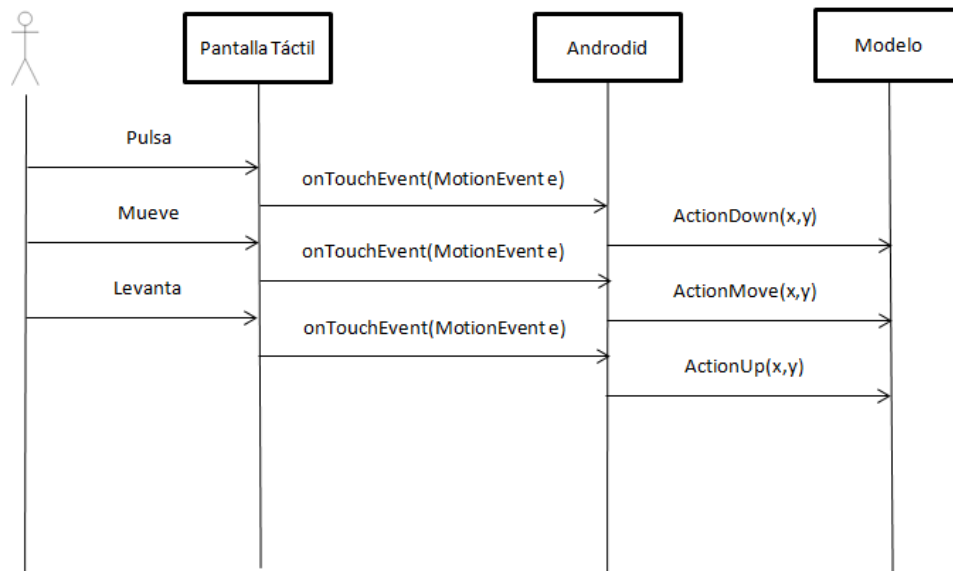 Pantalla Táctil
Androdid
Modelo
Pulsa
onTouchEvent(MotionEvent e)
Mueve
ActionDown(x,y)
onTouchEvent(MotionEvent e)
Levanta
ActionMove(x,y)
onTouchEvent(MotionEvent e)
ActionUp(x,y)